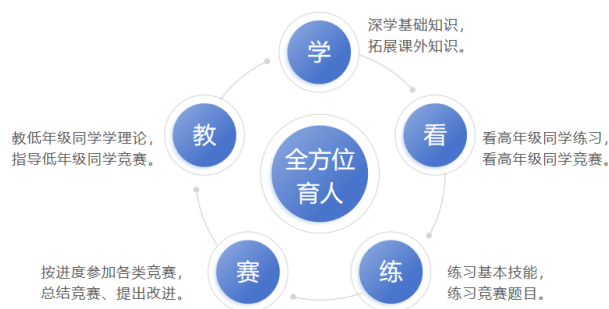 学
深学基础知识，
拓展课外知识。
看
看高年级同学练习，
看高年级同学竞赛。
练
练习基本技能，
练习竞赛题目。
赛
按进度参加各类竞赛，
总结竞赛、提出改进。
教
教低年级同学学理论，
指导低年级同学竞赛。
全方位
育人